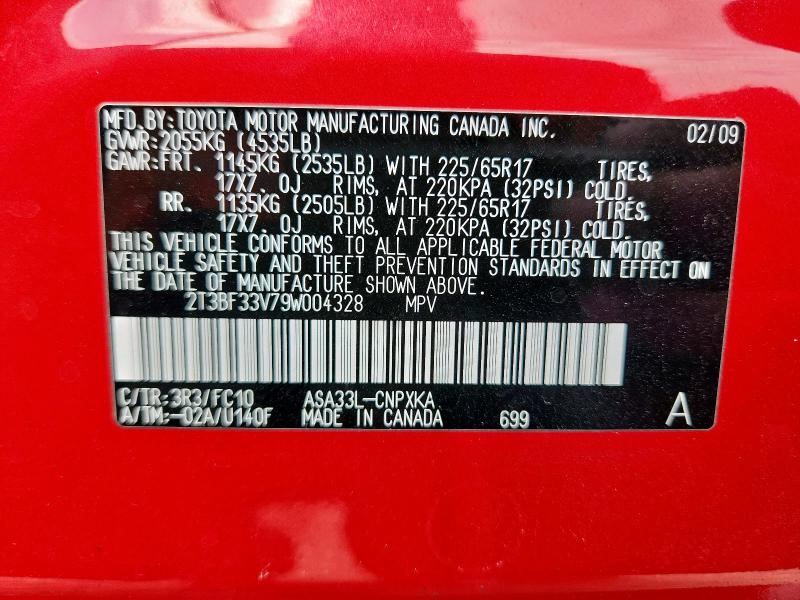 MFD. BY: TOYOTA MOTOR MANUFACTURING CANADA INC. 02/09
GVWR: 2055KG (4535LB)
GAWR: FRT. 1145KG (2535LB) WITH 225/65R17 TIRES,
17X7. 0J RIMS, AT 220KPA (32PSI) COLD.
RR. 1135KG (2505LB) WITH 225/65R17 TIRES,
17X7. 0J RIMS, AT 220KPA (32PSI) COLD.
THIS VEHICLE CONFORMS TO ALL APPLICABLE FEDERAL MOTOR
VEHICLE SAFETY AND THEFT PREVENTION STANDARDS IN EFFECT ON
THE DATE OF MANUFACTURE SHOWN ABOVE.
2T3BF33V79W004328 MPV
C/TR: 3R3/FC10 ASA33L-CNPXKA
A/TM: -02A/U140F MADE IN CANADA 699 A